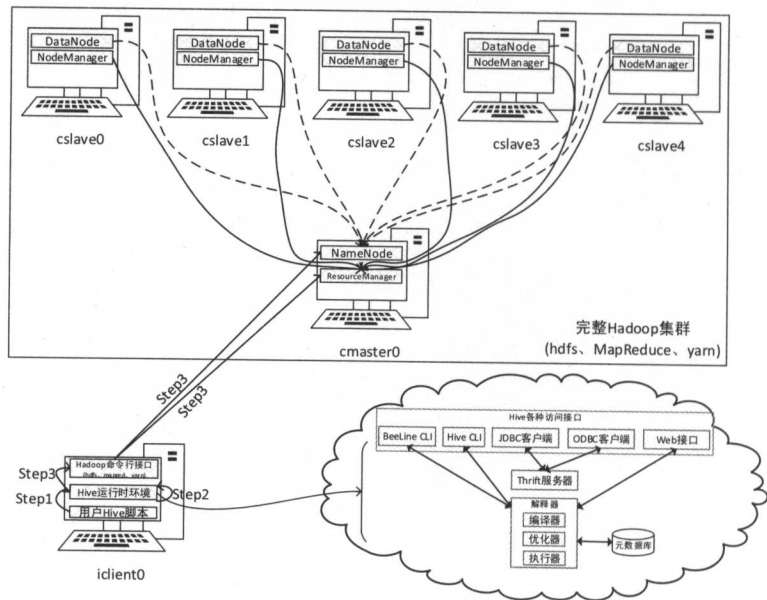 DataNode
NodeManager
cslave0
DataNode
NodeManager
cslave1
DataNode
NodeManager
cslave2
DataNode
NodeManager
cslave3
DataNode
NodeManager
cslave4
NameNode
ResourceManager
cmaster0
完整Hadoop集群
(hdfs、MapReduce、yarn)
Step3
Step3
Hadoop命令行接口
(hdfs、mapred、yarn)
Hive运行时环境
用户Hive脚本
Step3
Step1
Step2
iclient0
Hive各种访问接口
BeeLine CLI
Hive CLI
JDBC客户端
ODBC客户端
Web接口
Thrift服务器
解释器
编译器
优化器
执行器
元数据库